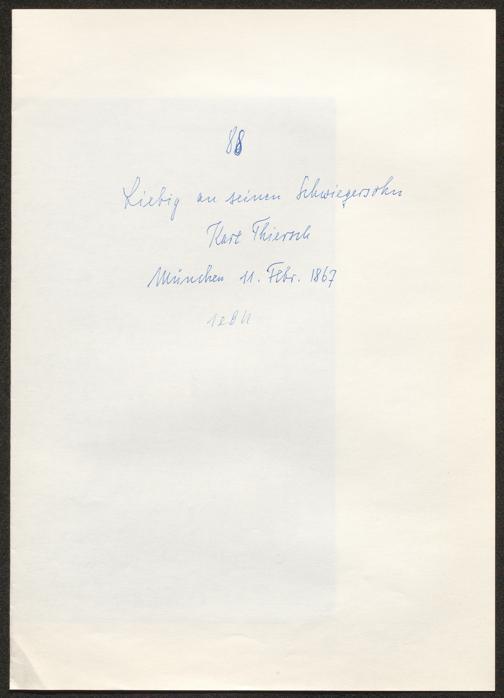 88
Liebig an seinen Schwiegersohn
Karl Thiersch
München 11. Febr. 1867